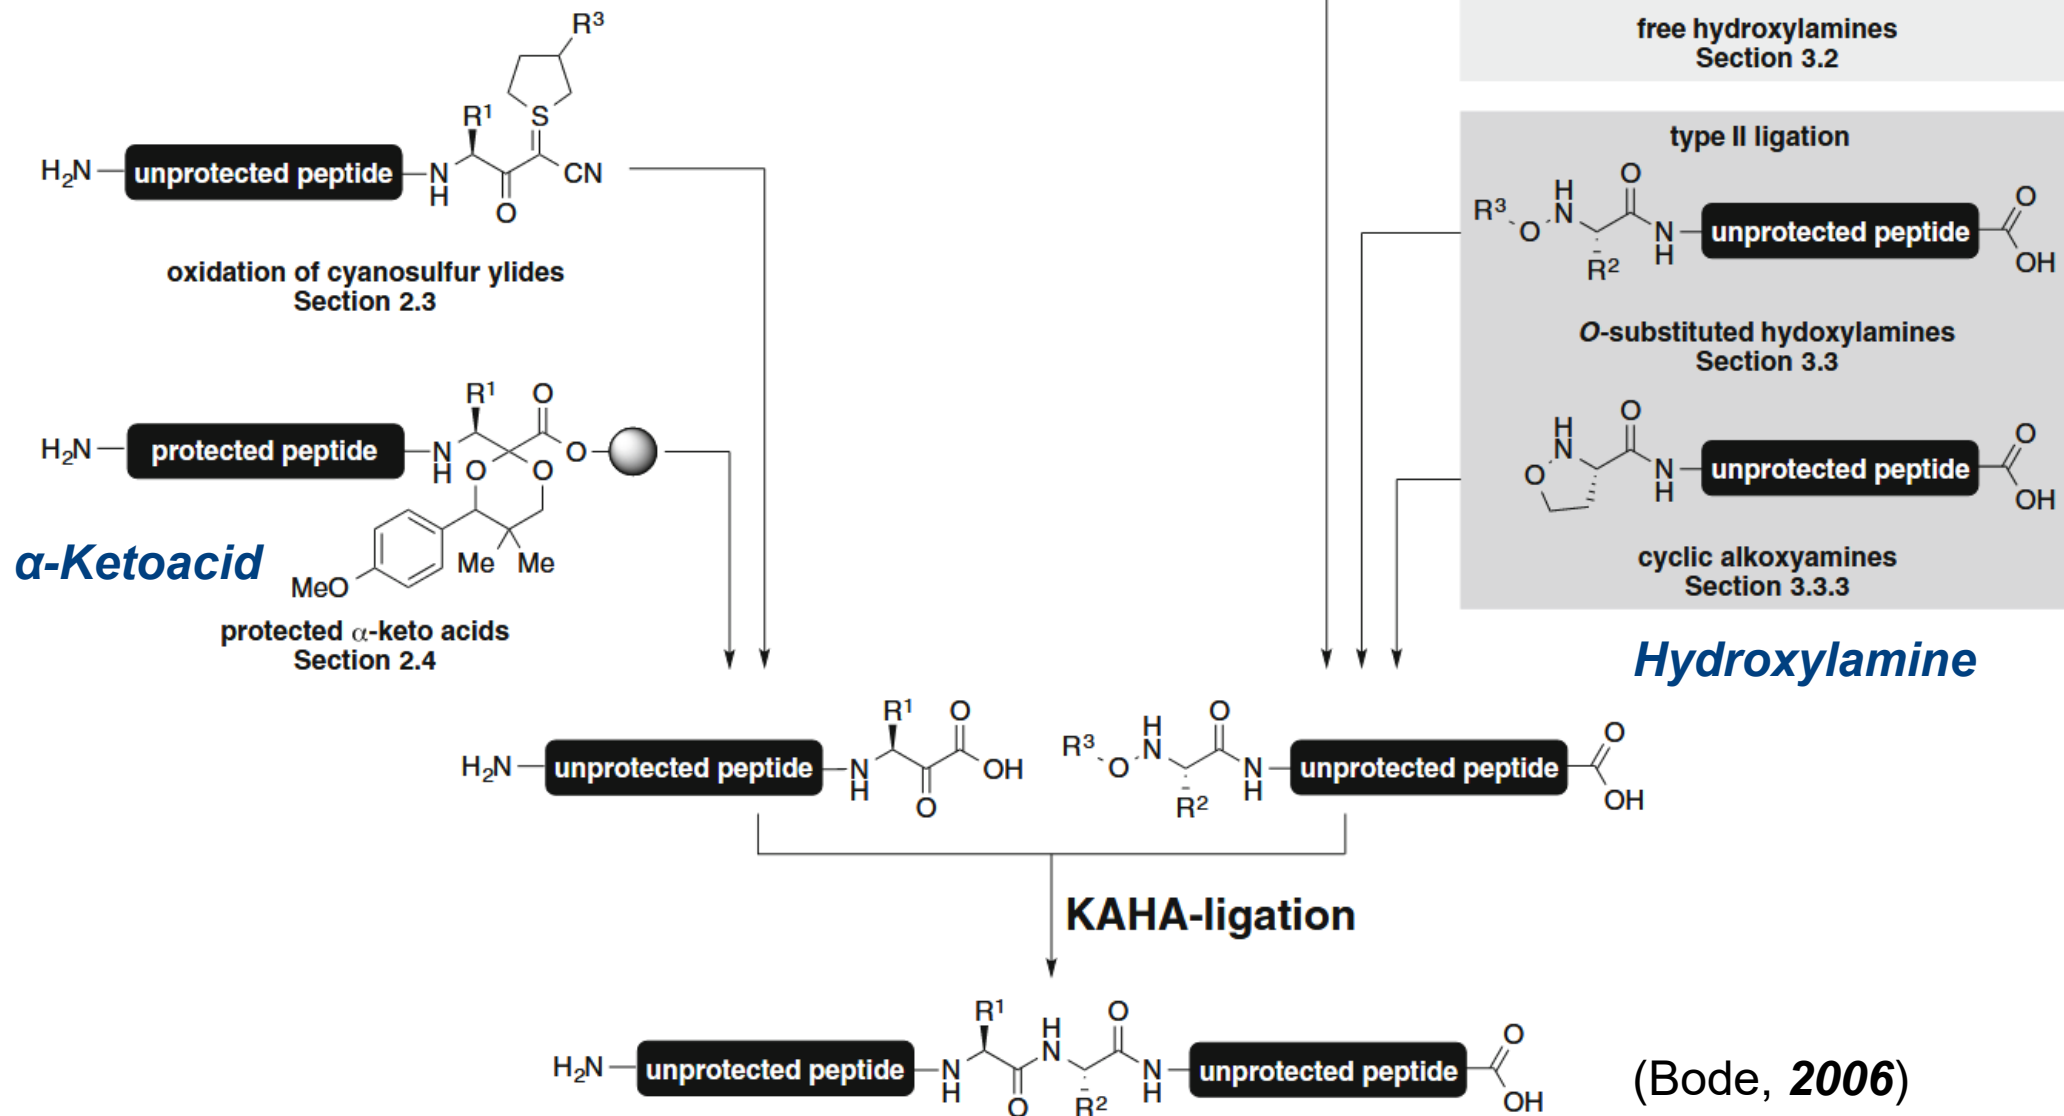 R³
S
R¹
H₂N
unprotected peptide
N
H
O
CN
oxidation of cyanosulfur ylides
Section 2.3
R¹
O
H₂N
protected peptide
N
H
O
O
O
Me
Me
MeO
α-Ketoacid
protected α-keto acids
Section 2.4
free hydroxylamines
Section 3.2
type II ligation
R³
O
H
N
O
R²
N
H
unprotected peptide
O
OH
O-substituted hydoxylamines
Section 3.3
O
H
N
O
N
H
unprotected peptide
O
OH
cyclic alkoxyamines
Section 3.3.3
Hydroxylamine
H₂N
unprotected peptide
N
H
R¹
O
O
OH
R³
O
H
N
R²
O
N
H
unprotected peptide
O
OH
KAHA-ligation
H₂N
unprotected peptide
N
H
R¹
O
H
N
R²
O
N
H
unprotected peptide
O
OH
(Bode, 2006)